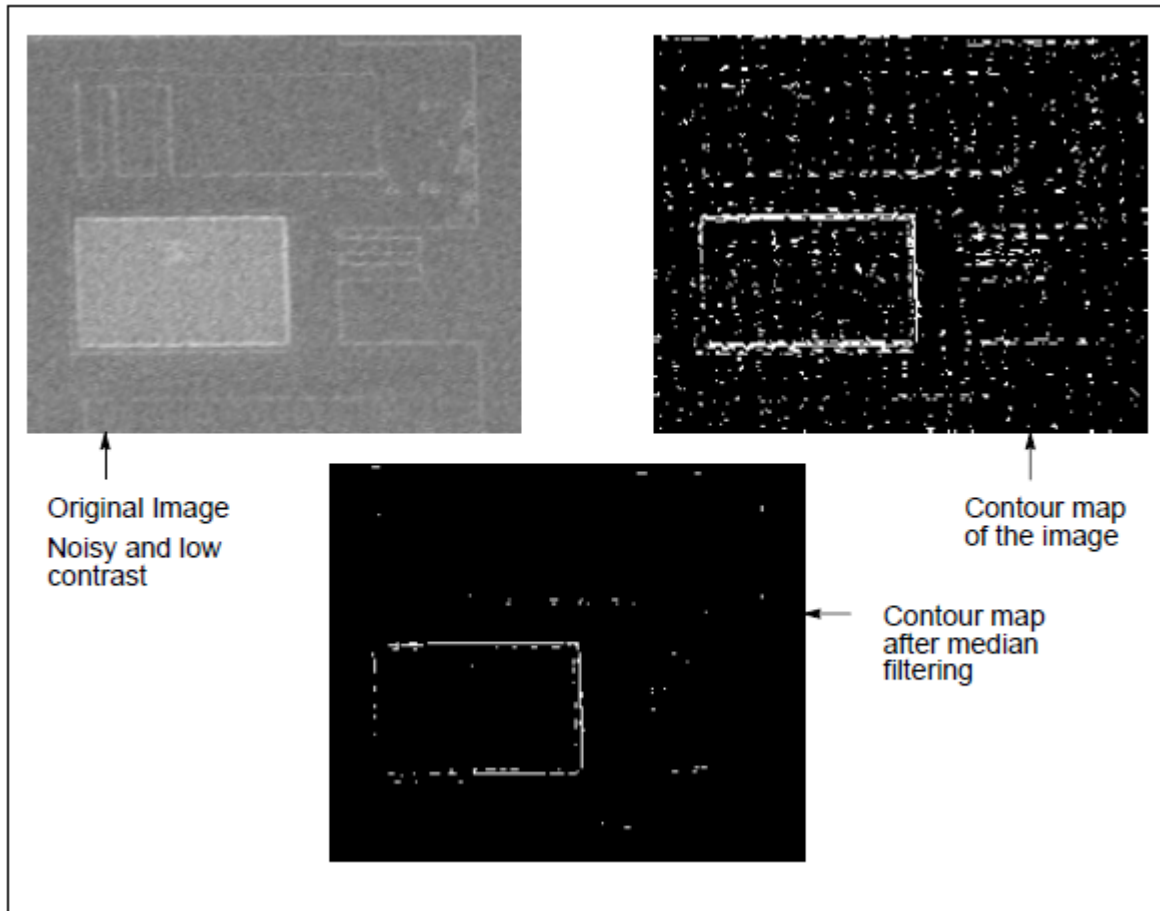 Original Image
Noisy and low
contrast
Contour map
of the image
Contour map
after median
filtering